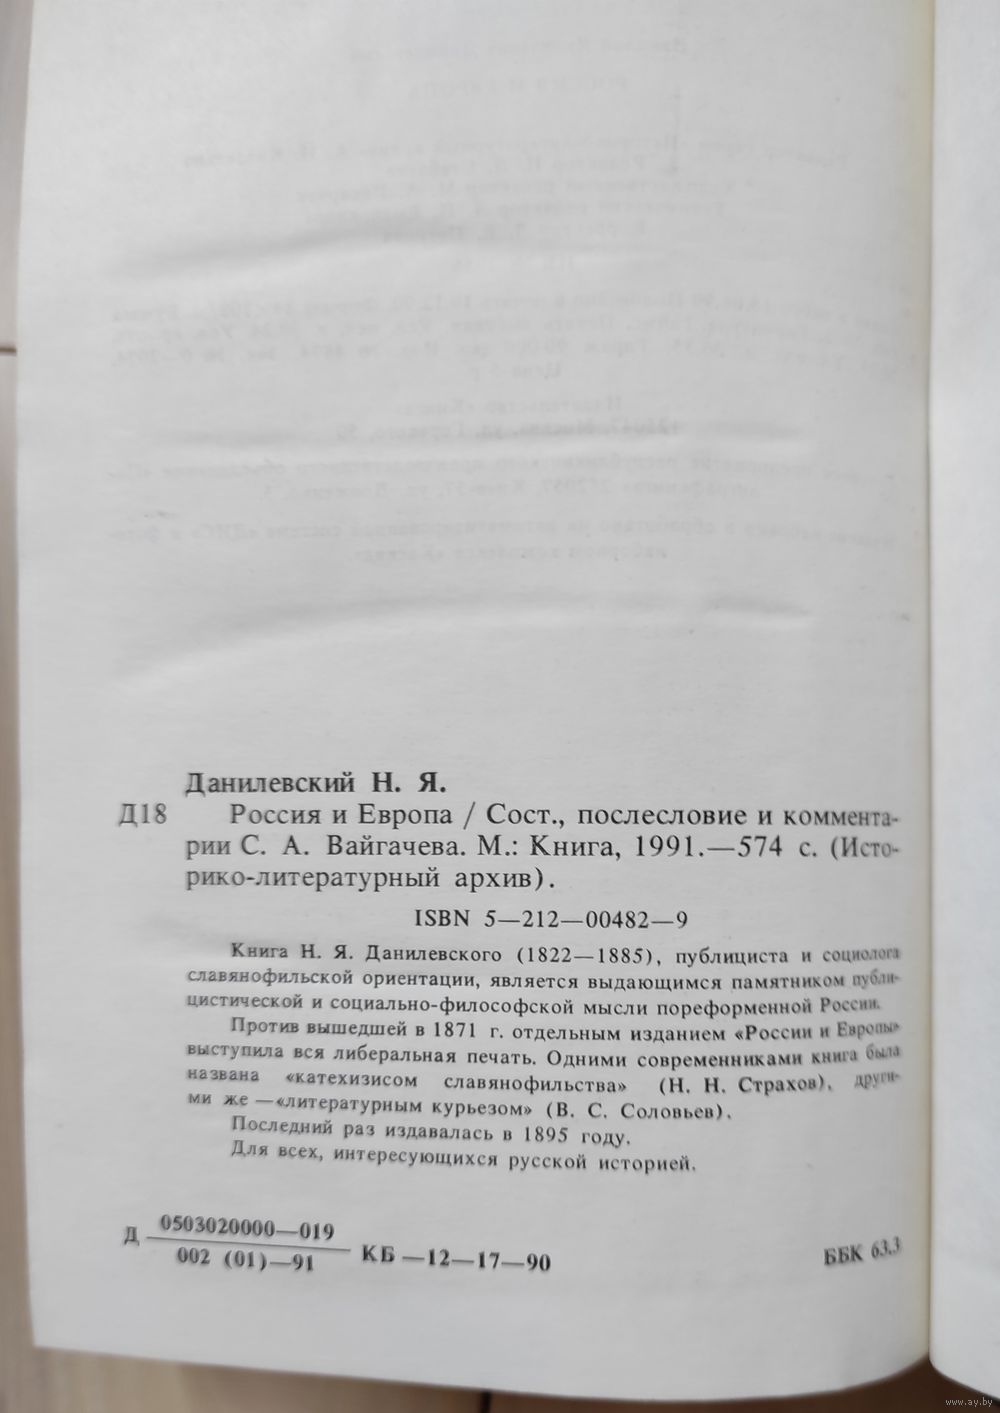 Данилевский Н. Я.
Д18 Россия и Европа / Сост., послесловие и коммента-
рии С. А. Вайгачева. М.: Книга, 1991.—574 с. (Исто-
рико-литературный архив).
ISBN 5—212—00482—9
Книга Н. Я. Данилевского (1822—1885), публициста и социолога
славянофильской ориентации, является выдающимся памятником публи-
цистической и социально-философской мысли пореформенной России.
Против вышедшей в 1871 г. отдельным изданием «России и Европы»
выступила вся либеральная печать. Одними современниками книга была
названа «катехизисом славянофильства» (Н. Н. Страхов), други-
ми же —«литературным курьезом» (В. С. Соловьев).
Последний раз издавалась в 1895 году.
Для всех, интересующихся русской историей.
Д 0503020000—019
002 (01)—91 КБ —12—17—90
ББК 63.3
www.ay.by